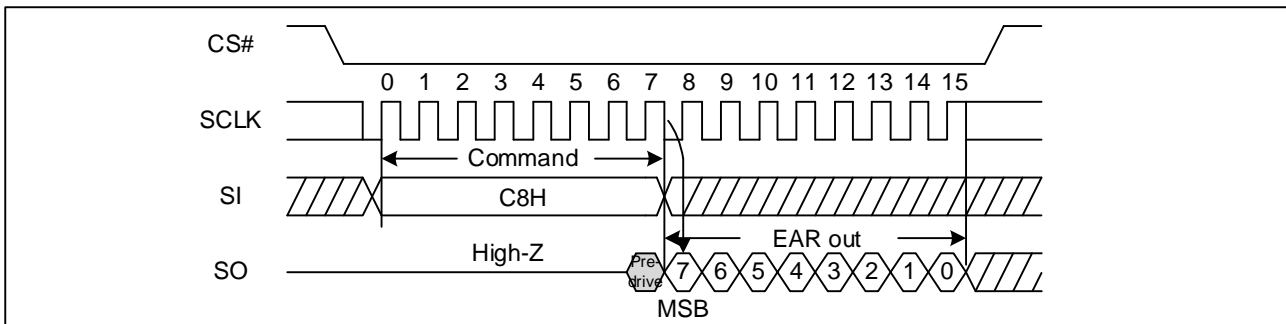 CS#
0 1 2 3 4 5 6 7 8 9 10 11 12 13 14 15
SCLK
Command
SI
C8H
EAR out
High-Z
SO
Pre-
drive
7 6 5 4 3 2 1 0
MSB